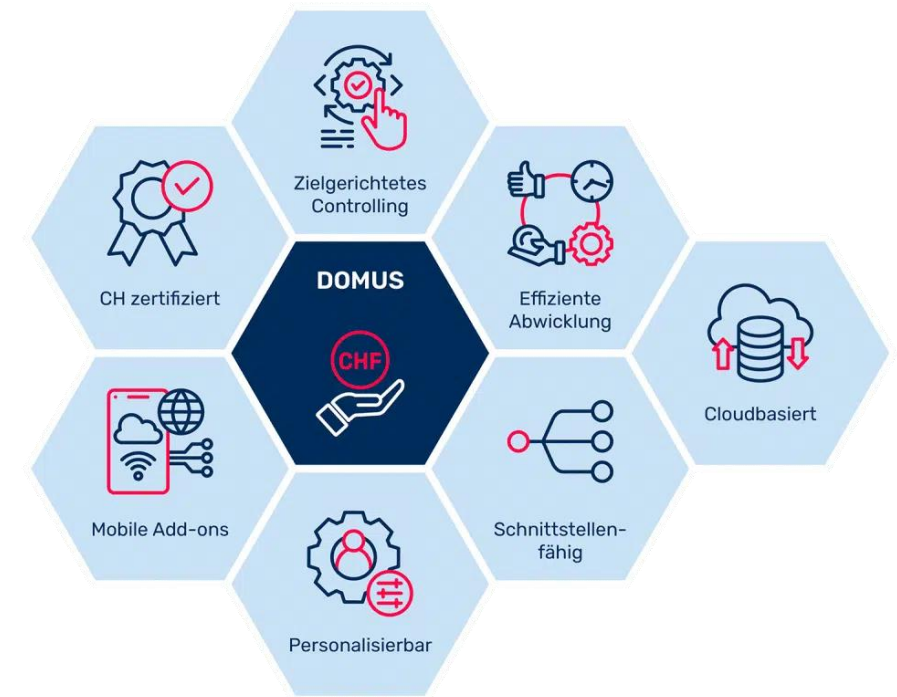 Zielgerichtetes
Controlling
CH zertifiziert
DOMUS
CHF
Effiziente
Abwicklung
Cloudbasiert
Mobile Add-ons
Schnittstellen-
fähig
Personalisierbar